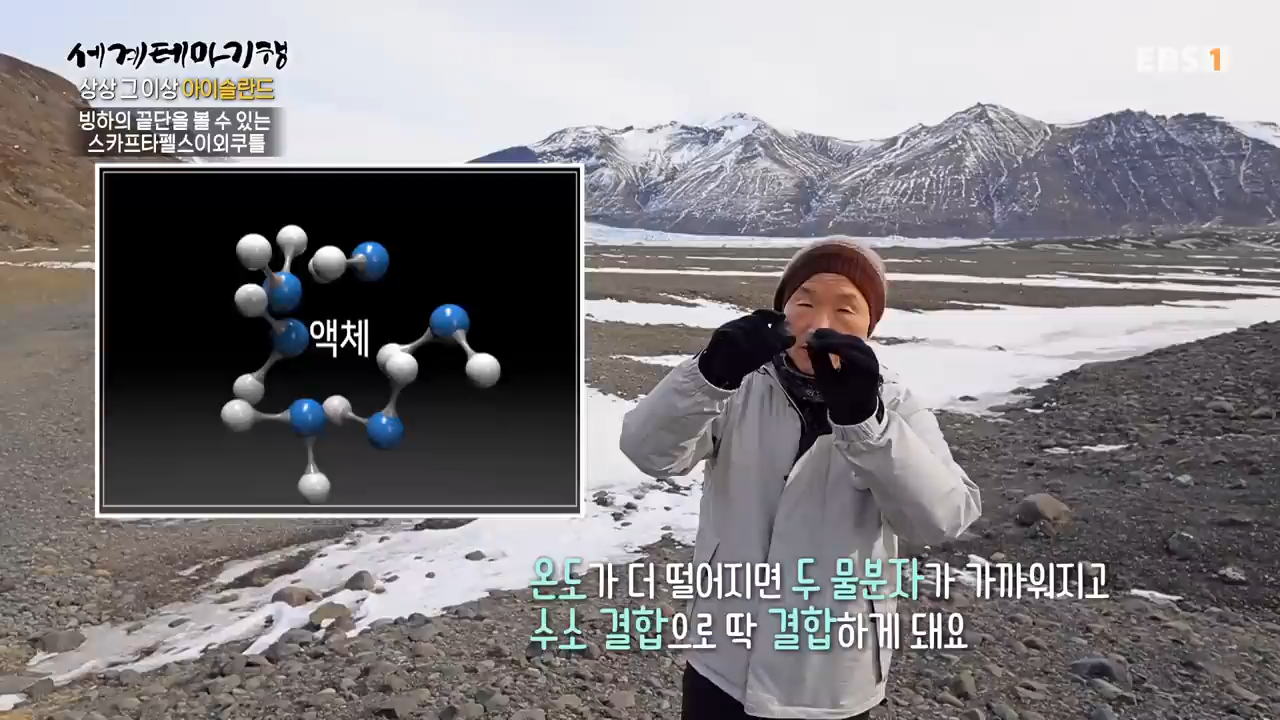 세계테마기행
상상 그 이상 아이슬란드
빙하의 끝단을 볼 수 있는
스카프타펠스이외쿠틀
EBS 1
액체
온도가 더 떨어지면 두 물분자가 가까워지고
수소 결합으로 딱 결합하게 돼요